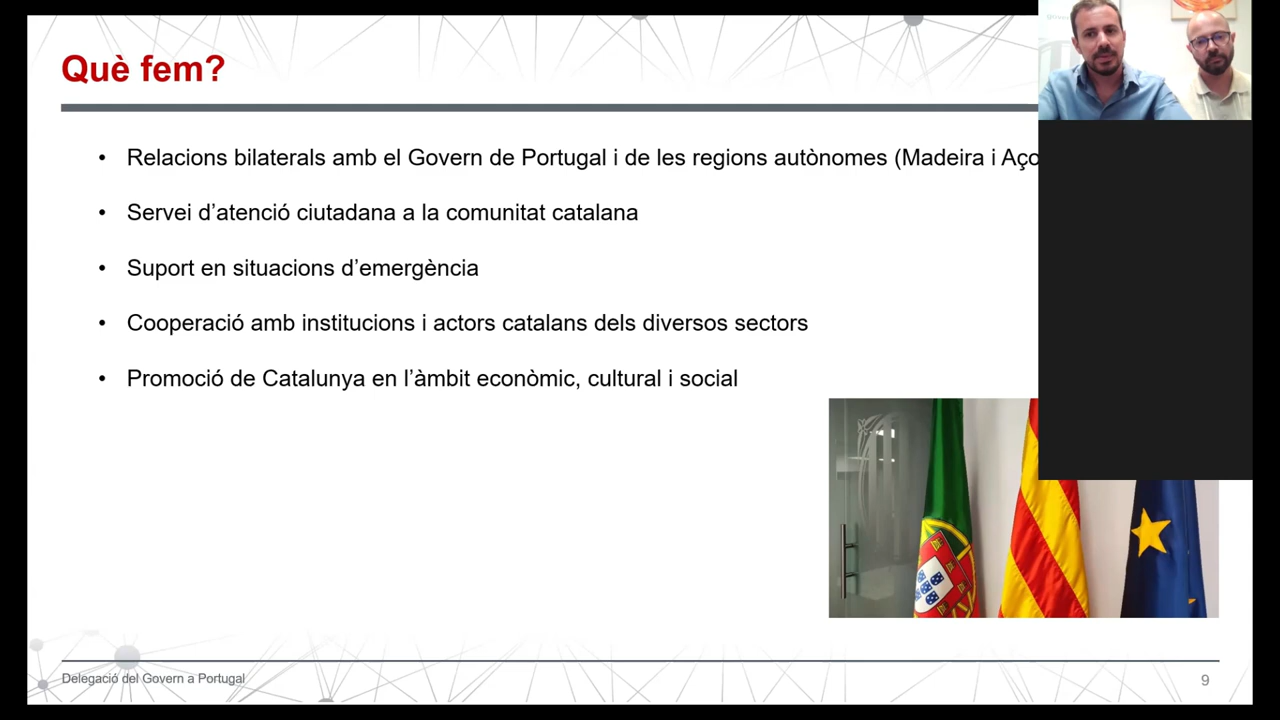 Què fem?
• Relacions bilaterals amb el Govern de Portugal i de les regions autònomes (Madeira i Aço
• Servei d’atenció ciutadana a la comunitat catalana
• Suport en situacions d’emergència
• Cooperació amb institucions i actors catalans dels diversos sectors
• Promoció de Catalunya en l’àmbit econòmic, cultural i social
Delegació del Govern a Portugal
9